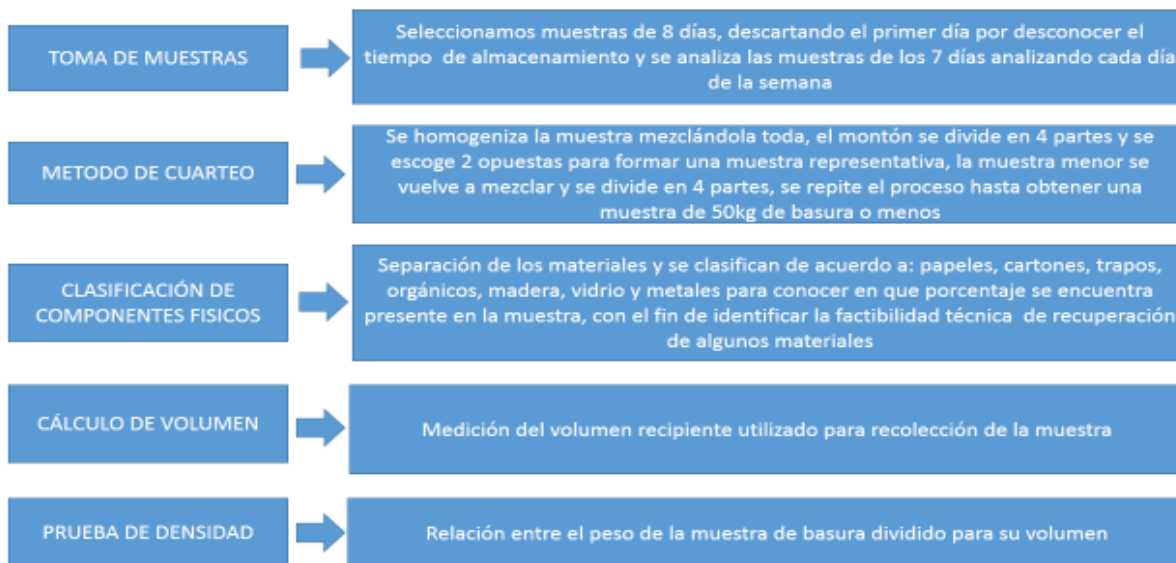 TOMA DE MUESTRAS
Seleccionamos muestras de 8 días, descartando el primer día por desconocer el
tiempo de almacenamiento y se analiza las muestras de los 7 días analizando cada día
de la semana
METODO DE CUARTEO
Se homogeniza la muestra mezclándola toda, el montón se divide en 4 partes y se
escoge 2 opuestas para formar una muestra representativa, la muestra menor se
vuelve a mezclar y se divide en 4 partes, se repite el proceso hasta obtener una
muestra de 50kg de basura o menos
CLASIFICACIÓN DE
COMPONENTES FISICOS
Separación de los materiales y se clasifican de acuerdo a: papeles, cartones, trapos,
orgánicos, madera, vidrio y metales para conocer en que porcentaje se encuentra
presente en la muestra, con el fin de identificar la factibilidad técnica de recuperación
de algunos materiales
CÁLCULO DE VOLUMEN
Medición del volumen recipiente utilizado para recolección de la muestra
PRUEBA DE DENSIDAD
Relación entre el peso de la muestra de basura dividido para su volumen